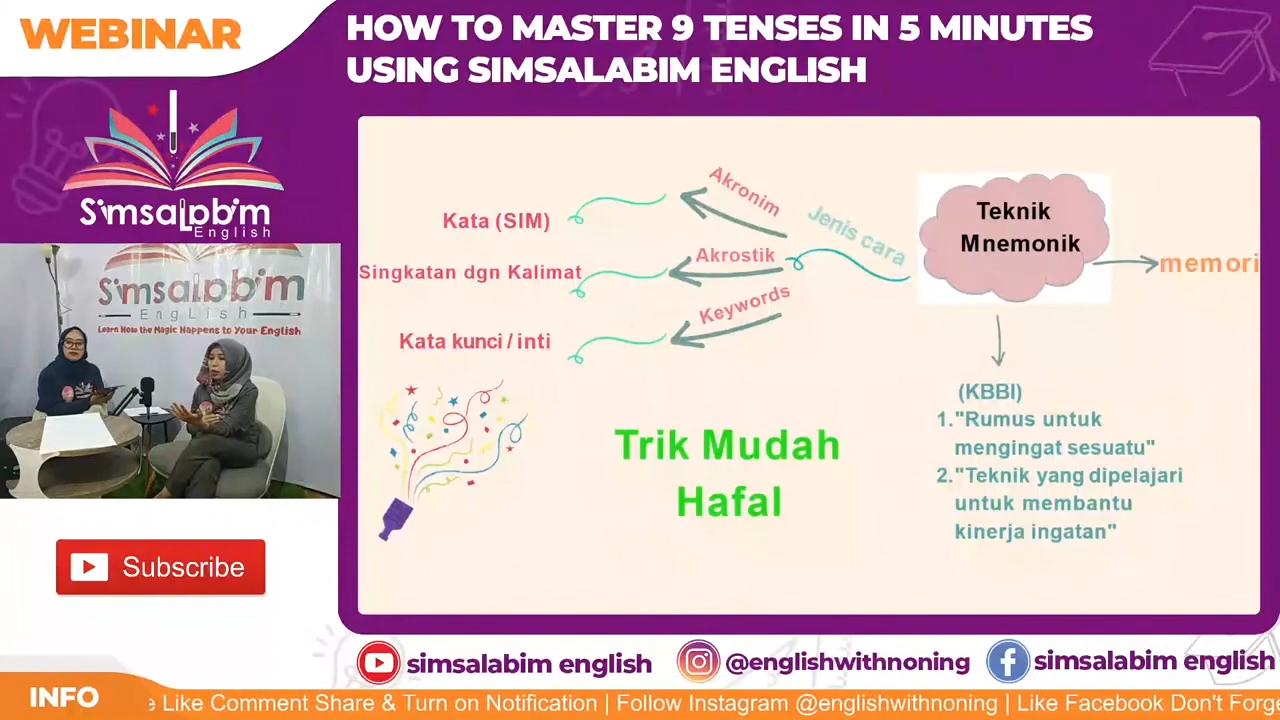 WEBINAR
HOW TO MASTER 9 TENSES IN 5 MINUTES
USING SIMSALABIM ENGLISH
Simsalabim
English
Simsalabim
English
Learn How the Magic Happens to Your English
Subscribe
Teknik
Mnemonik
memori
Jenis cara
Akronim
Kata (SIM)
Akrostik
Singkatan dgn Kalimat
Keywords
Kata kunci / inti
Trik Mudah
Hafal
(KBBI)
1."Rumus untuk
mengingat sesuatu"
2."Teknik yang dipelajari
untuk membantu
kinerja ingatan"
simsalabim english
@englishwithnoning
simsalabim english
INFO
e Like Comment Share & Turn on Notification | Follow Instagram @englishwithnoning | Like Facebook Don't Forge